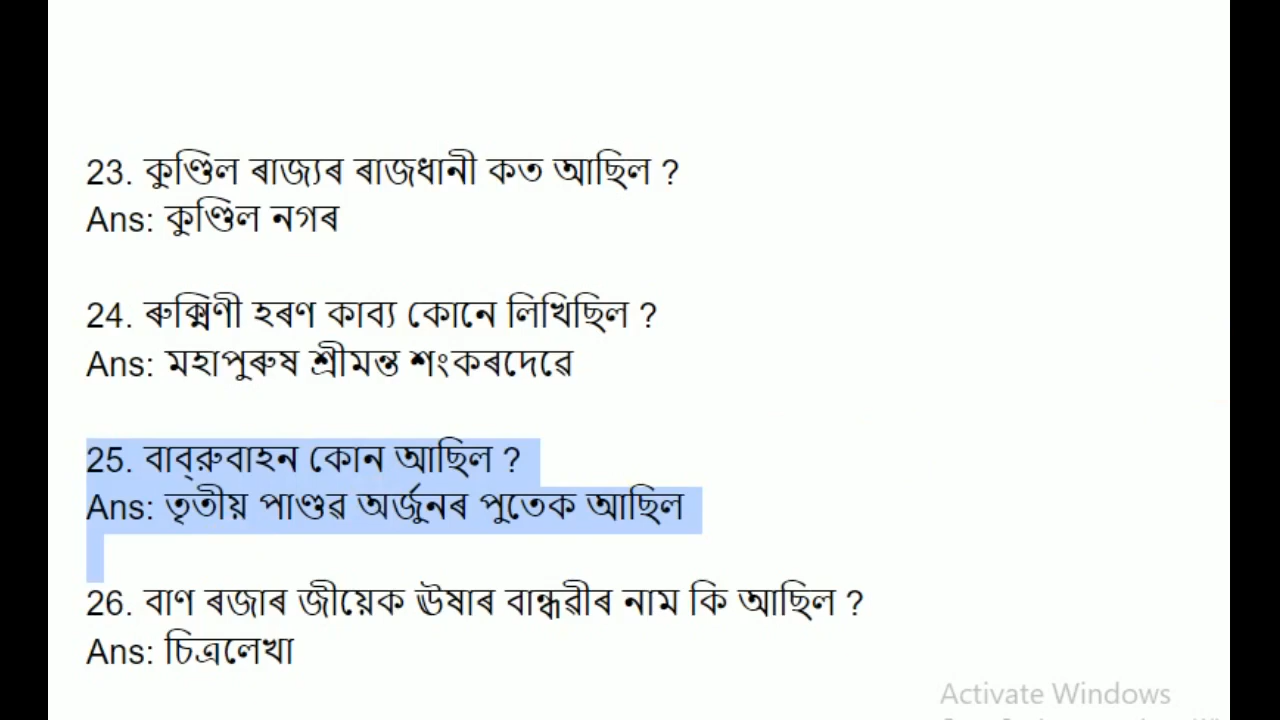 23. কুণ্ডিল ৰাজ্যৰ ৰাজধানী কত আছিল ?
Ans: কুণ্ডিল নগৰ
24. ৰুক্মিণী হৰণ কাব্য কোনে লিখিছিল ?
Ans: মহাপুৰুষ শ্ৰীমন্ত শংকৰদেৱে
25. বাব্ৰুবাহন কোন আছিল ?
Ans: তৃতীয় পাণ্ডৱ অৰ্জুনৰ পুতেক আছিল
26. বাণ ৰজাৰ জীয়েক ঊষাৰ বান্ধৱীৰ নাম কি আছিল ?
Ans: চিত্ৰলেখা
Activate Windows